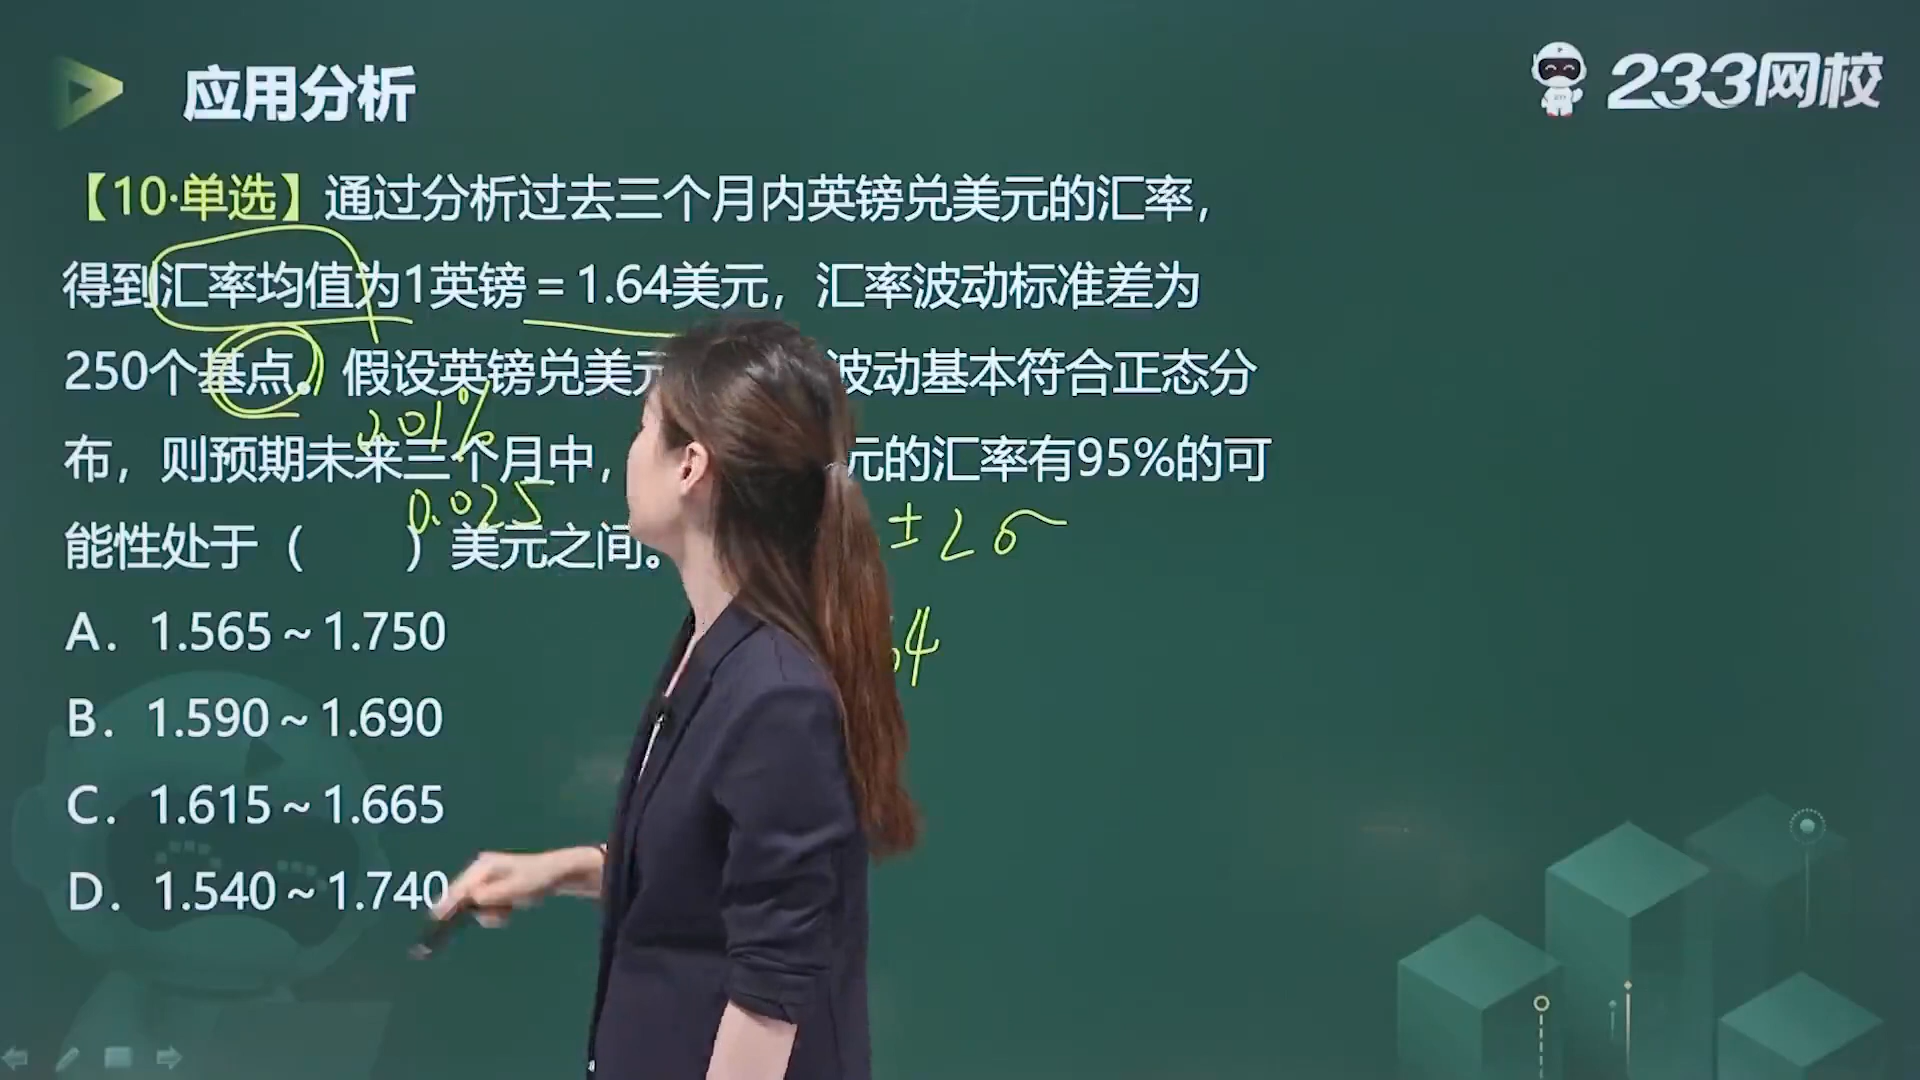 应用分析
233网校
【10·单选】通过分析过去三个月内英镑兑美元的汇率，
得到汇率均值为1英镑＝1.64美元，汇率波动标准差为
250个基点。假设英镑兑美元 波动基本符合正态分
0.01%
布，则预期未来三个月中， 元的汇率有95%的可
0.025
±2σ
能性处于（ ）美元之间。
64
A．1.565～1.750
B．1.590～1.690
C．1.615～1.665
D．1.540～1.740